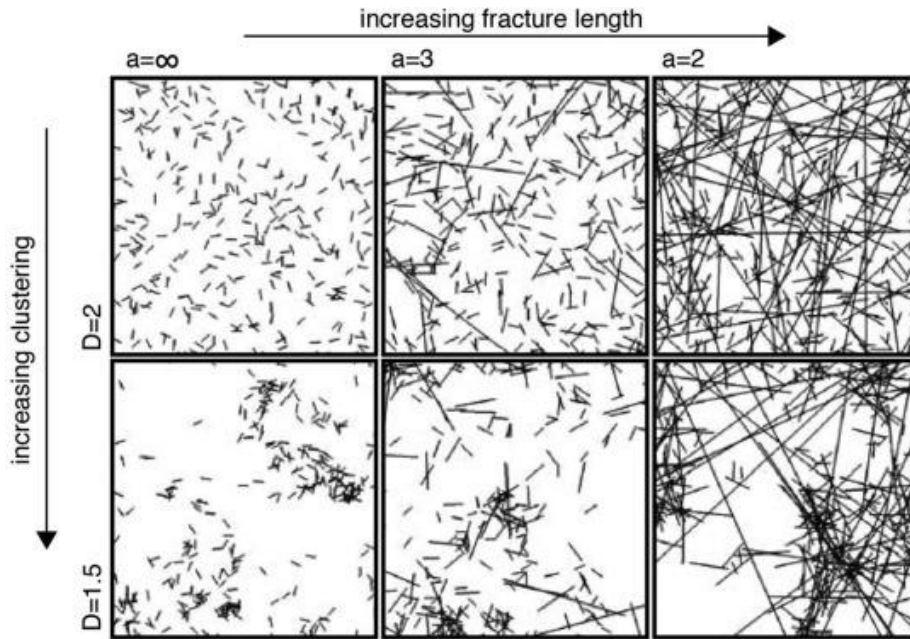 increasing fracture length
a=∞ a=3 a=2
increasing clustering
D=2
D=1.5